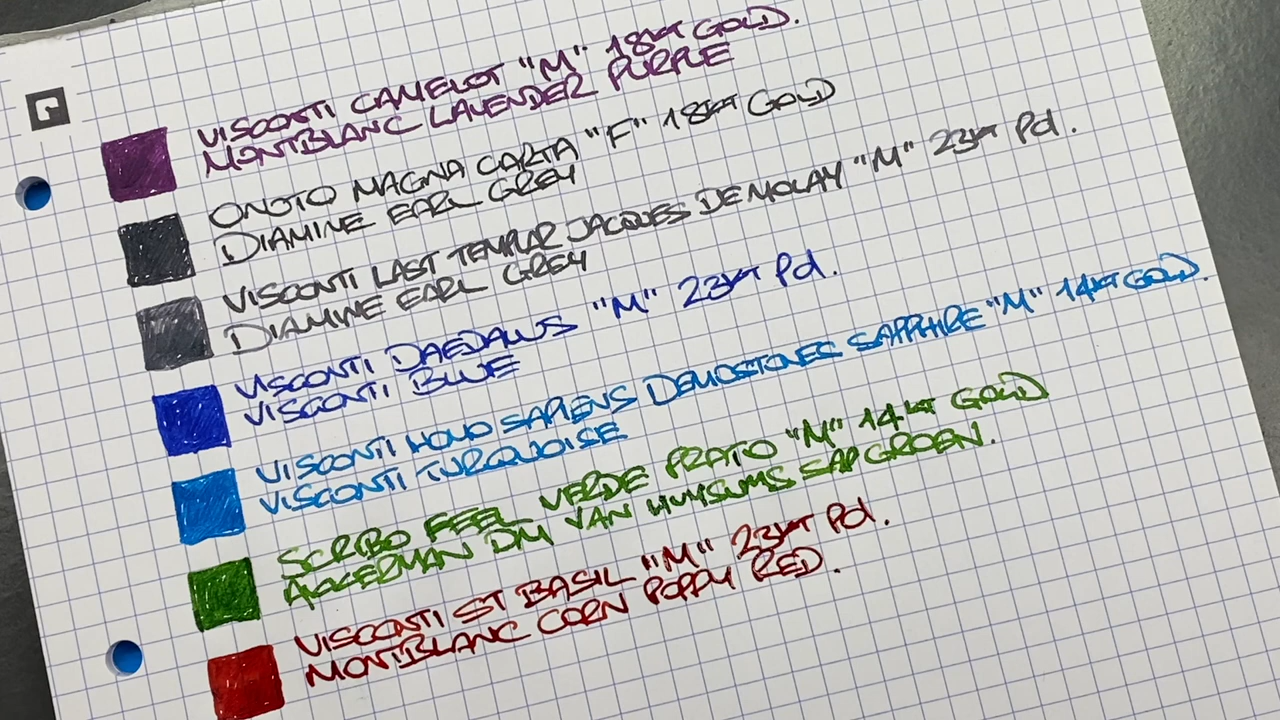 VISCONTI CAMELOT "M" 18KT GOLD.
MONTBLANC LAVENDER PURPLE
ONOTO MAGNA CARTA "F" 18KT GOLD
DIAMINE EARL GREY
VISCONTI LAST TEMPLAR JACQUES DE MOLAY "M" 23KT Pd.
DIAMINE EARL GREY
VISCONTI DAEDALUS "M" 23KT Pd.
VISCONTI BLUE
VISCONTI HOMO SAPIENS DEMOSTONES SAPPHIRE "M" 14KT GOLD.
VISCONTI TURQUOISE
SCRIBO FEEL VERDE PRATO "M" 14KT GOLD
AKKERMAN DM VAN HUYSUMS SAP GROEN.
VISCONTI ST BASIL "M" 23KT Pd.
MONTBLANC CORN POPPY RED.